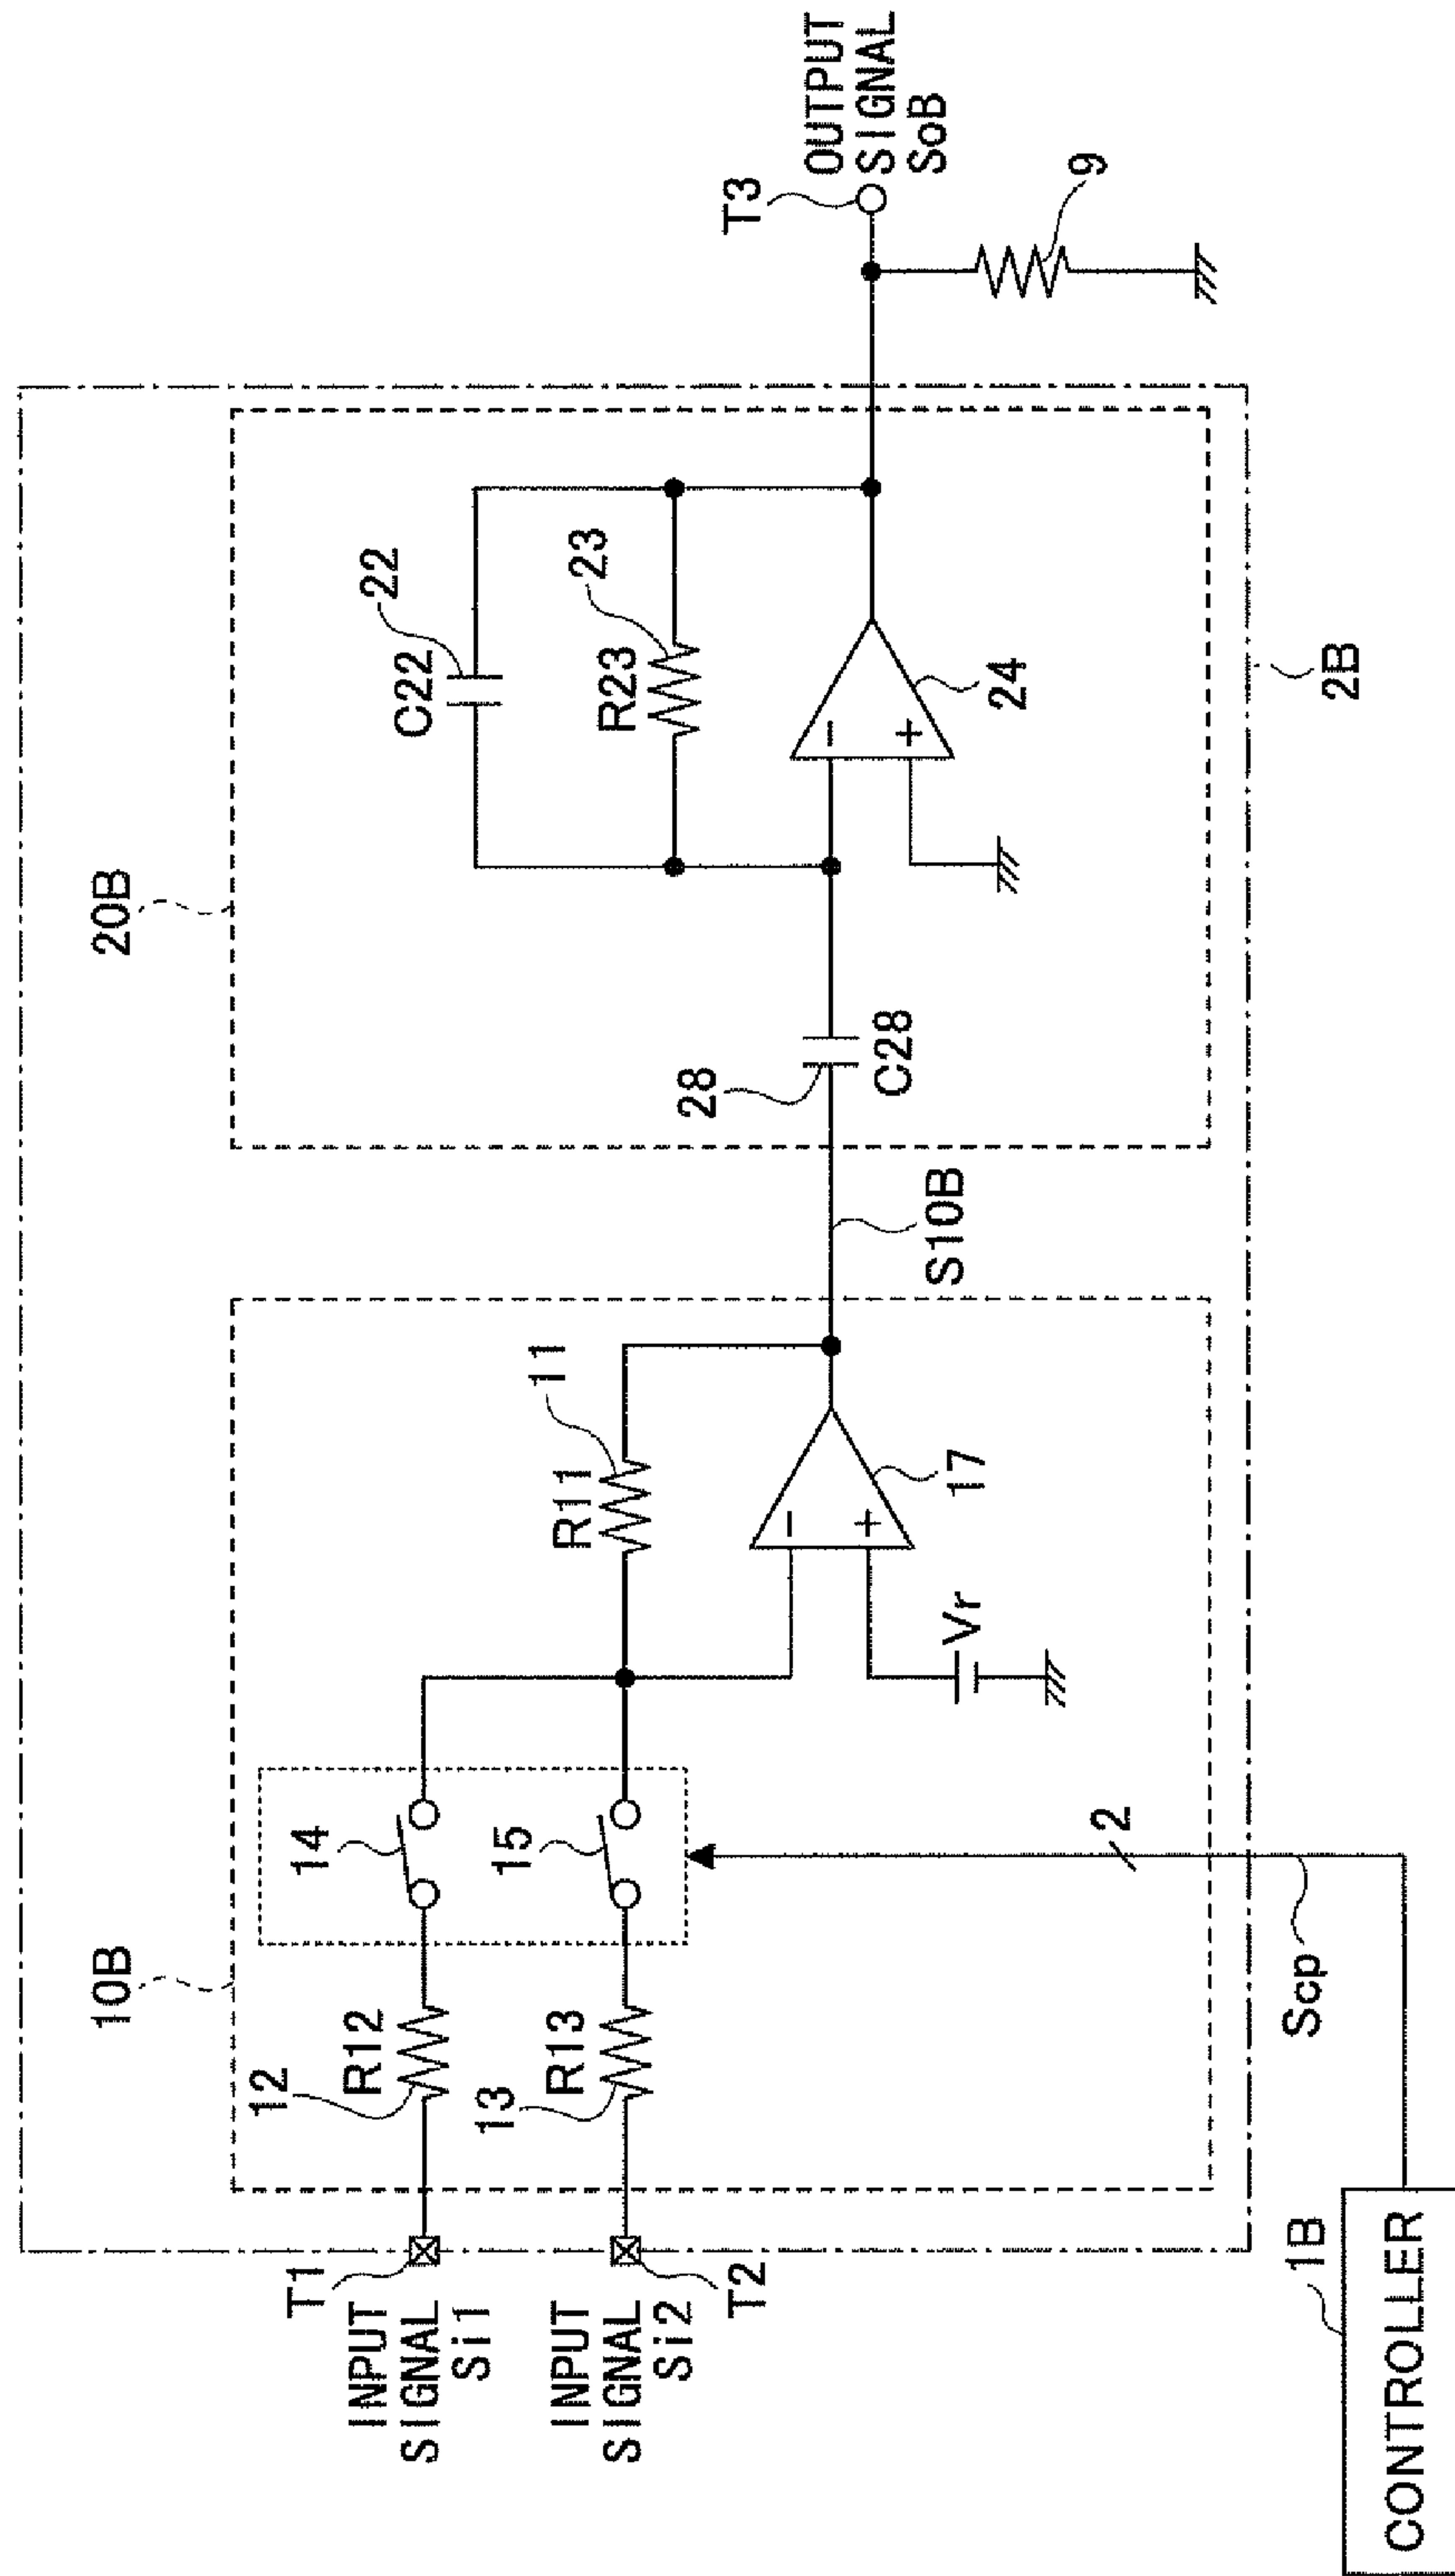 20B
10B
22
C22
23
R23
24
28
C28
S10B
11
R11
17
Vr
14
15
12
R12
13
R13
T1
INPUT
SIGNAL
Si1
INPUT
SIGNAL
Si2
T2
T3
OUTPUT
SIGNAL
SoB
9
2B
2
Scp
1B
CONTROLLER
-
+
-
+